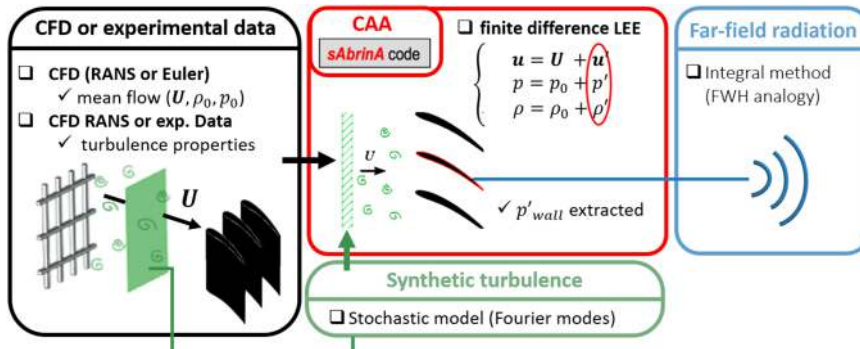 CFD or experimental data
❑ CFD (RANS or Euler)
✓ mean flow (U, ρ₀, p₀)
❑ CFD RANS or exp. Data
✓ turbulence properties
U
CAA
sAbrinA code
❑ finite difference LEE
u = U + u′
p = p₀ + p′
ρ = ρ₀ + ρ′
U
✓ p′wall extracted
Synthetic turbulence
❑ Stochastic model (Fourier modes)
Far-field radiation
❑ Integral method
(FWH analogy)